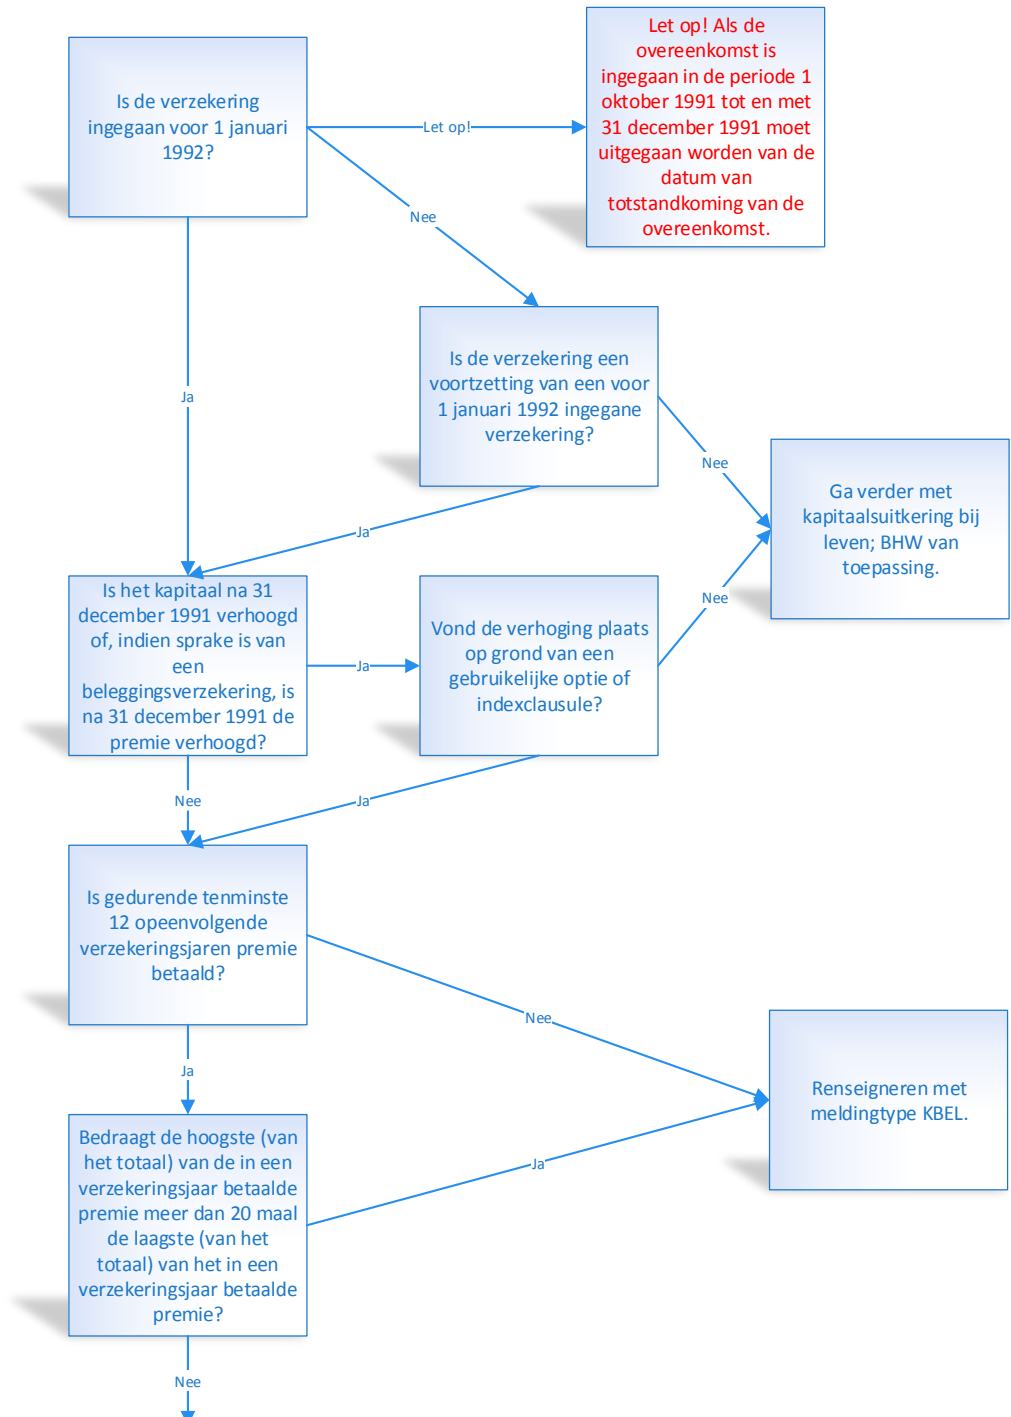 Is de verzekering
ingegaan voor 1 januari
1992?
Let op!
Let op! Als de
overeenkomst is
ingegaan in de periode 1
oktober 1991 tot en met
31 december 1991 moet
uitgegaan worden van de
datum van
totstandkoming van de
overeenkomst.
Nee
Ja
Is de verzekering een
voortzetting van een voor
1 januari 1992 ingegane
verzekering?
Nee
Ja
Ga verder met
kapitaalsuitkering bij
leven; BHW van
toepassing.
Is het kapitaal na 31
december 1991 verhoogd
of, indien sprake is van
een
beleggingsverzekering, is
na 31 december 1991 de
premie verhoogd?
Ja
Vond de verhoging plaats
op grond van een
gebruikelijke optie of
indexclausule?
Nee
Nee
Ja
Is gedurende tenminste
12 opeenvolgende
verzekeringsjaren premie
betaald?
Nee
Ja
Renseigneren met
meldingtype KBEL.
Bedraagt de hoogste (van
het totaal) van de in een
verzekeringsjaar betaalde
premie meer dan 20 maal
de laagste (van het
totaal) van het in een
verzekeringsjaar betaalde
premie?
Ja
Nee